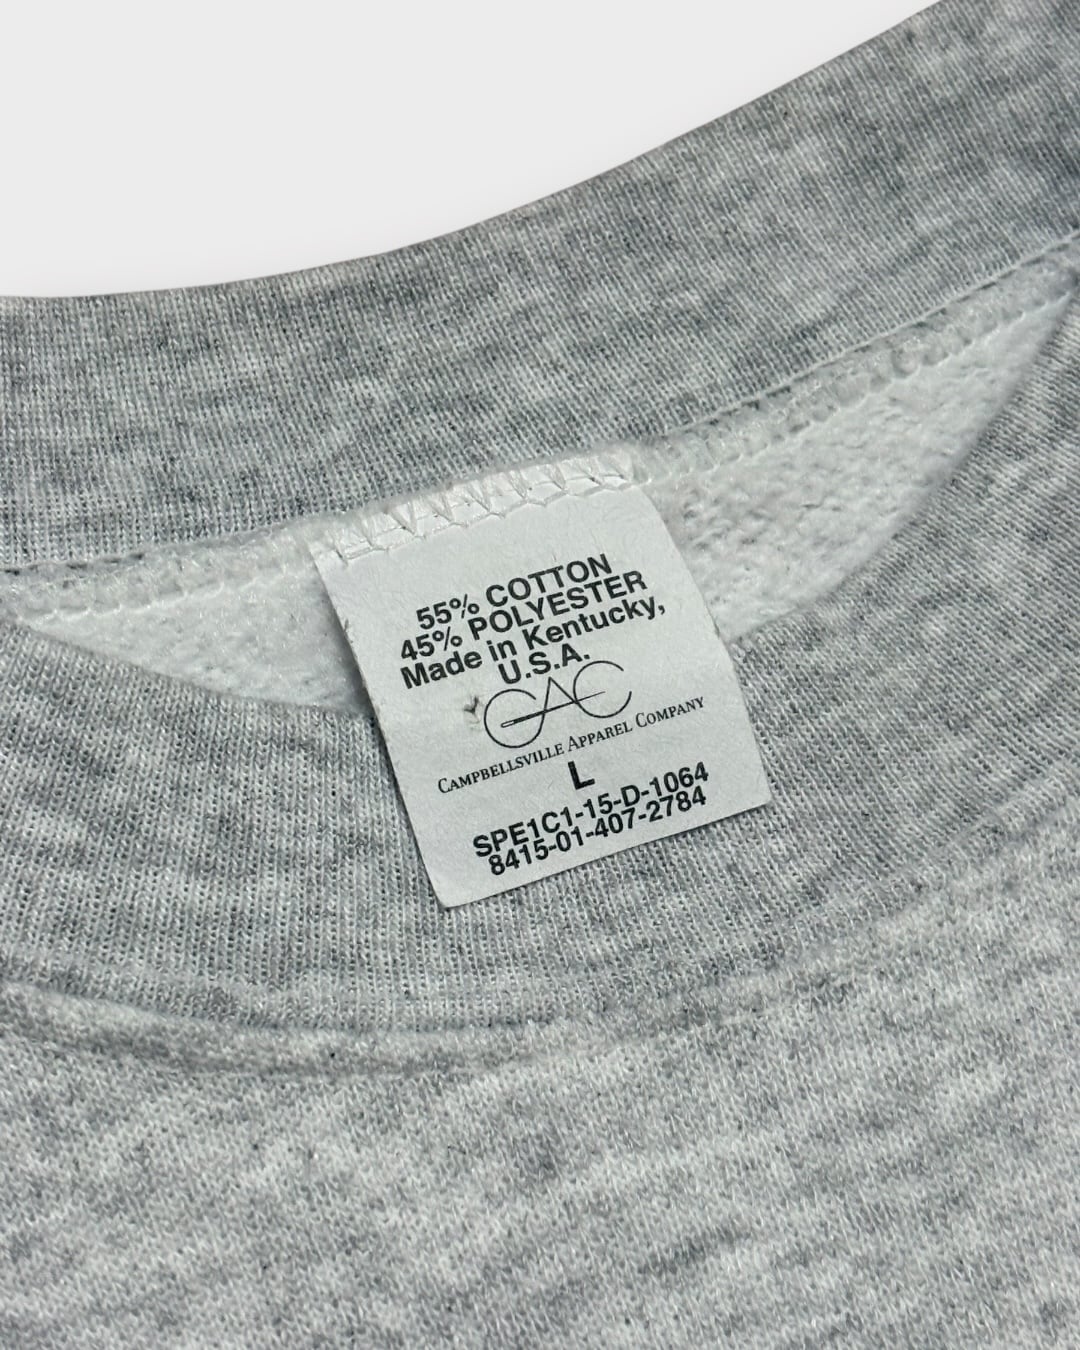 55% COTTON
45% POLYESTER
Made in Kentucky,
U.S.A.
CAC
CAMPBELLSVILLE APPAREL COMPANY
L
SPE1C1-15-D-1064
8415-01-407-2784